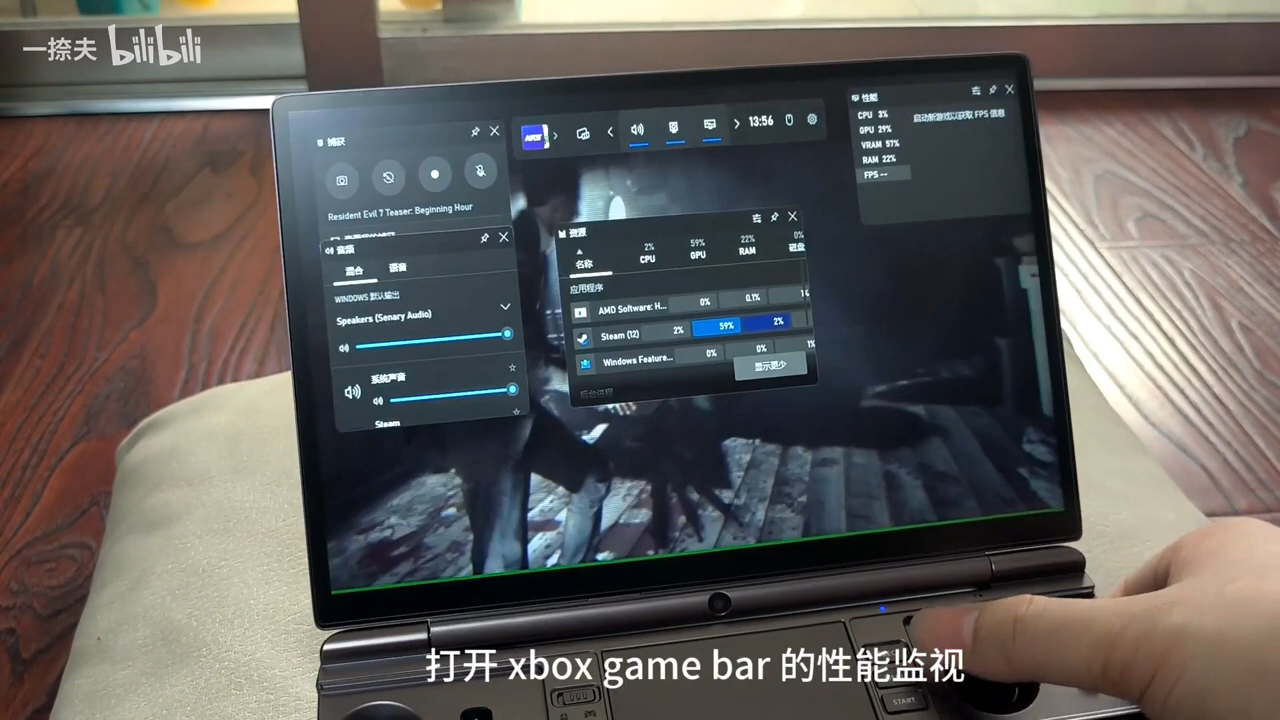 一捺夫 bilibili
捕获
Resident Evil 7 Teaser: Beginning Hour
音频
混合 语音
WINDOWS 默认输出
Speakers (Senary Audio)
系统声音
Steam
13:56
资源
名称
2% CPU
59% GPU
22% RAM
0% 磁盘
应用程序
AMD Software: H... 0% 0.1%
Steam (12) 2% 59% 2%
Windows Feature... 0% 0% 1%
显示更少
后台进程
性能
CPU 3%
GPU 29%
VRAM 57%
RAM 22%
FPS --
启动新游戏以获取 FPS 信息
START
打开 xbox game bar 的性能监视